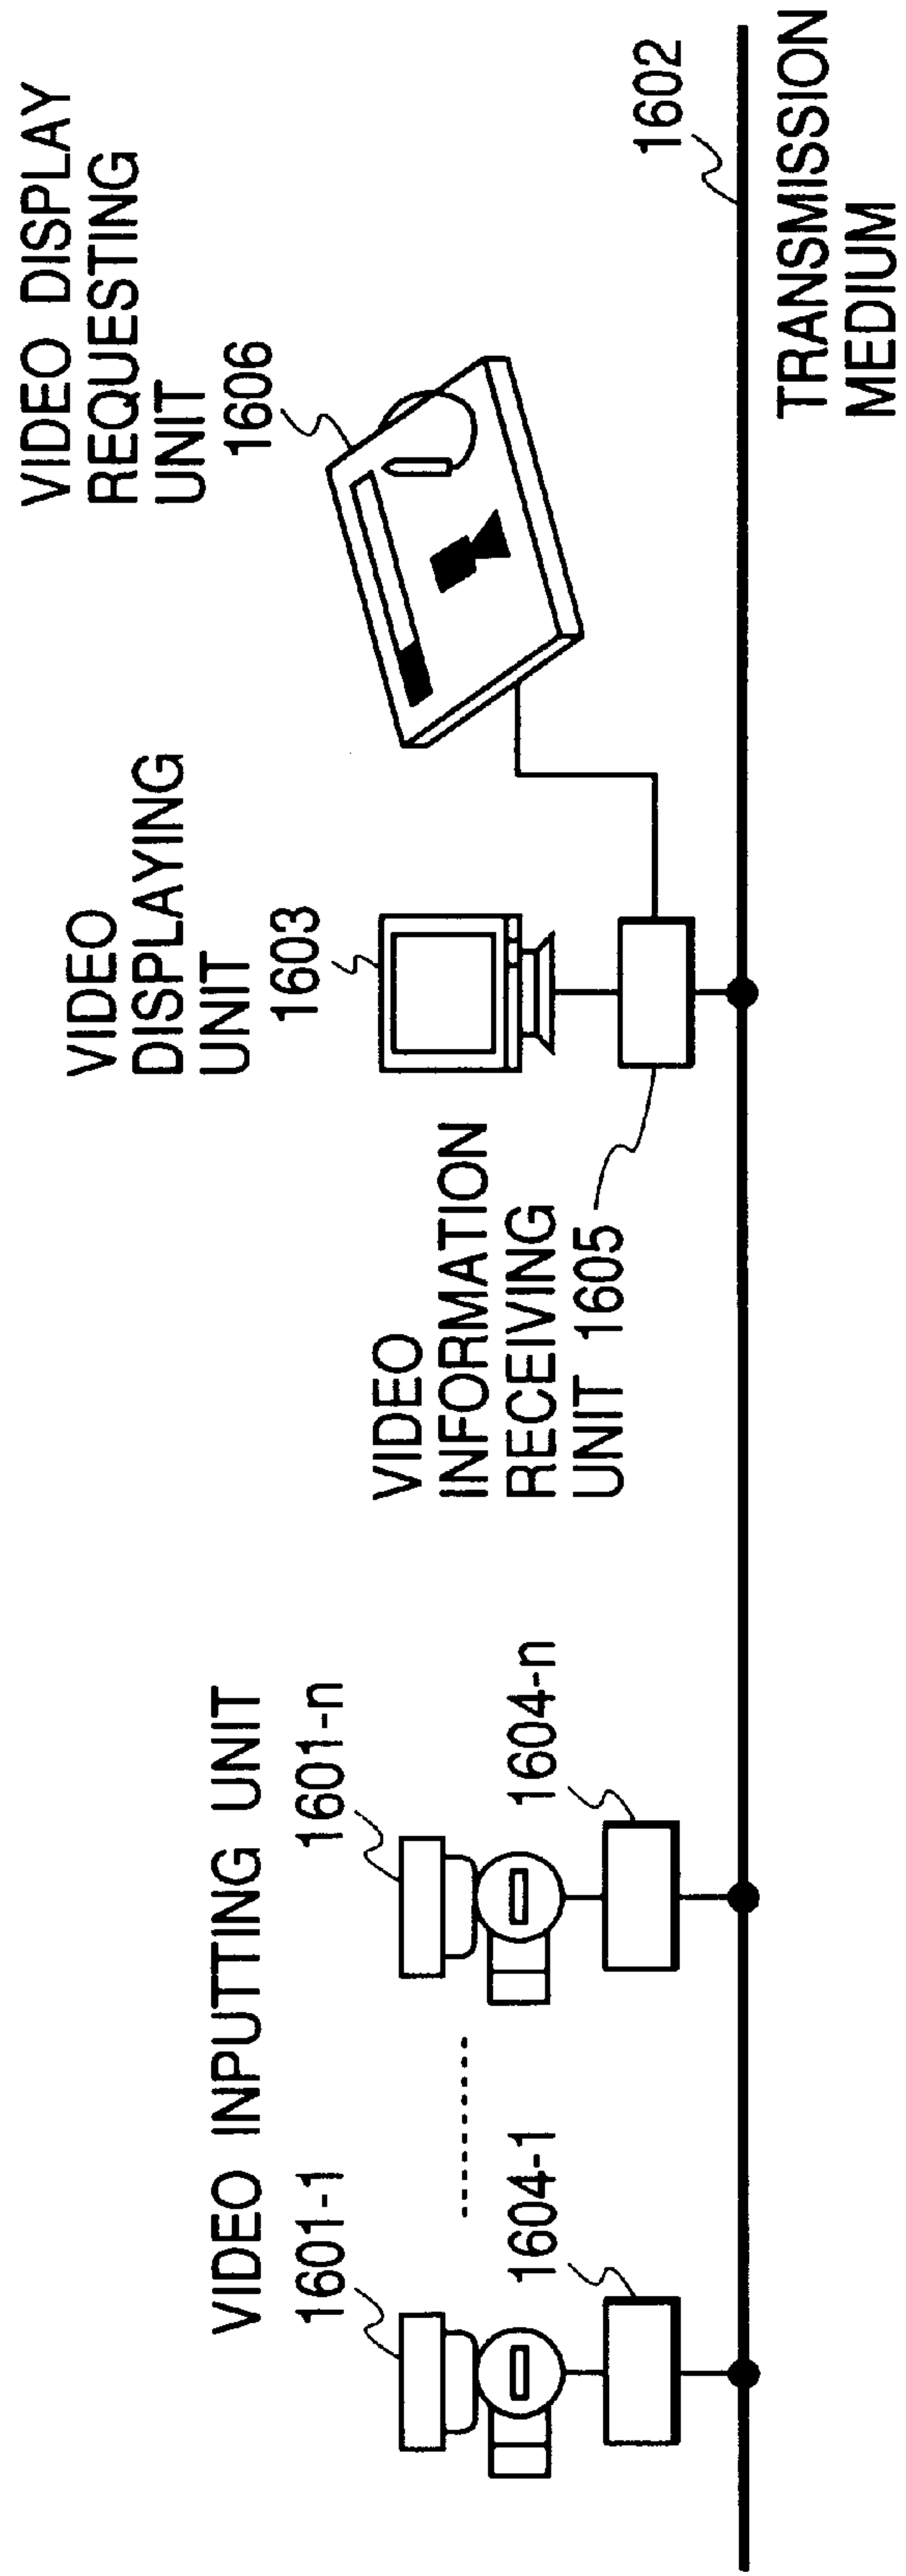 VIDEO INPUTTING UNIT
1601-1
1601-n
1604-1
1604-n
VIDEO
INFORMATION
RECEIVING
UNIT 1605
VIDEO
DISPLAYING
UNIT
1603
VIDEO DISPLAY
REQUESTING
UNIT
1606
1602
TRANSMISSION
MEDIUM